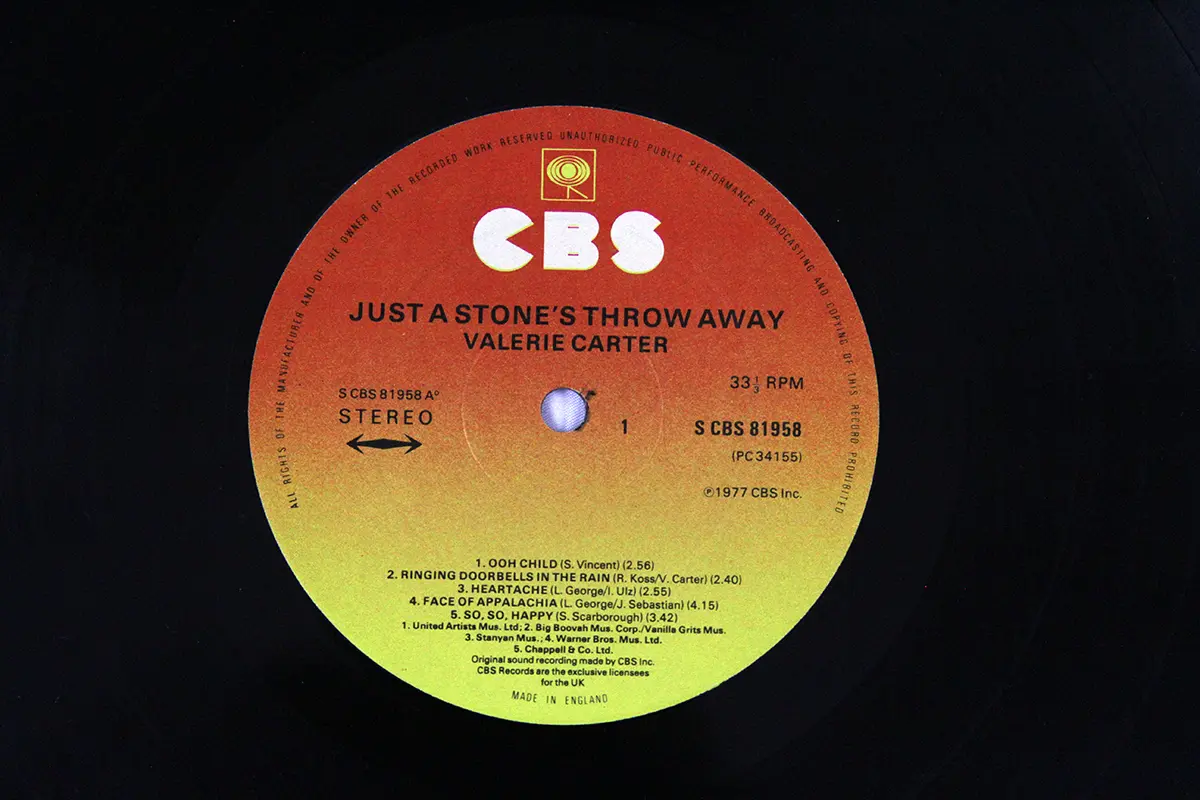 ALL RIGHTS OF THE MANUFACTURER AND OF THE OWNER OF THE RECORDED WORK RESERVED UNAUTHORIZED PUBLIC PERFORMANCE BROADCASTING AND COPYING OF THIS RECORD PROHIBITED
CBS
JUST A STONE'S THROW AWAY
VALERIE CARTER
33⅓ RPM
S CBS 81958 Aº
STEREO
1
S CBS 81958
(PC 34155)
℗1977 CBS Inc.
1. OOH CHILD (S. Vincent) (2.56)
2. RINGING DOORBELLS IN THE RAIN (R. Koss/V. Carter) (2.40)
3. HEARTACHE (L. George/I. Ulz) (2.55)
4. FACE OF APPALACHIA (L. George/J. Sebastian) (4.15)
5. SO, SO, HAPPY (S. Scarborough) (3.42)
1. United Artists Mus. Ltd; 2. Big Boovah Mus. Corp./Vanilla Grits Mus.
3. Stanyan Mus.; 4. Warner Bros. Mus. Ltd.
5. Chappell & Co. Ltd.
Original sound recording made by CBS Inc.
CBS Records are the exclusive licensees
for the UK
MADE IN ENGLAND